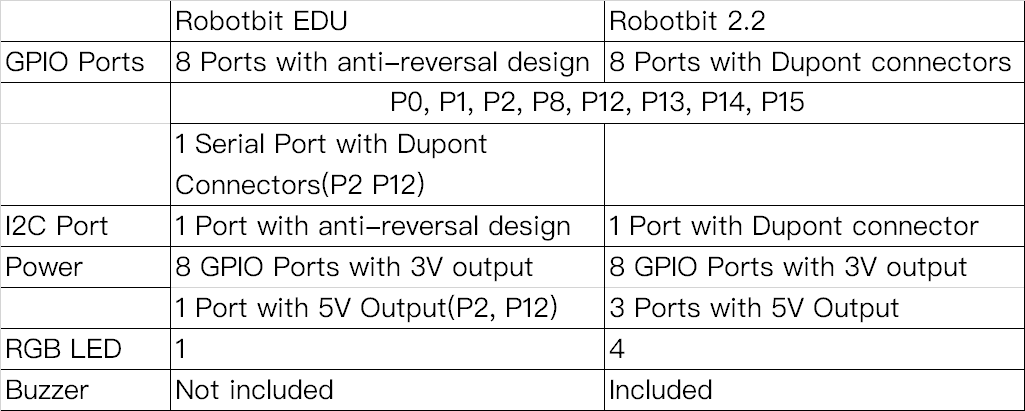 Robotbit EDU Robotbit 2.2
GPIO Ports 8 Ports with anti-reversal design 8 Ports with Dupont connectors
P0, P1, P2, P8, P12, P13, P14, P15
1 Serial Port with Dupont
Connectors(P2 P12)
I2C Port 1 Port with anti-reversal design 1 Port with Dupont connector
Power 8 GPIO Ports with 3V output 8 GPIO Ports with 3V output
1 Port with 5V Output(P2, P12) 3 Ports with 5V Output
RGB LED 1 4
Buzzer Not included Included